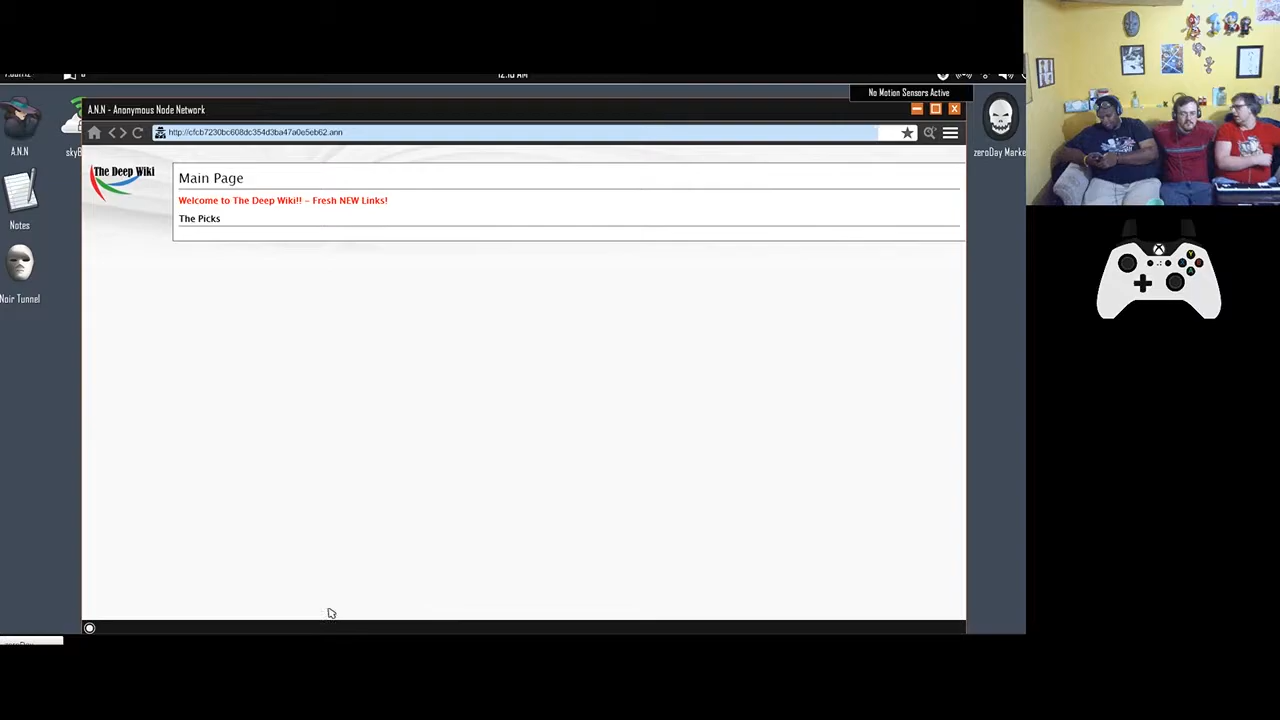 No Motion Sensors Active
A.N.N - Anonymous Node Network
http://cfcb7230bc608dc354d3ba47a0e5eb62.ann
A.N.N
zeroDay Marke
The Deep Wiki
Main Page
Welcome to The Deep Wiki!! – Fresh NEW Links!
The Picks
Notes
Noir Tunnel